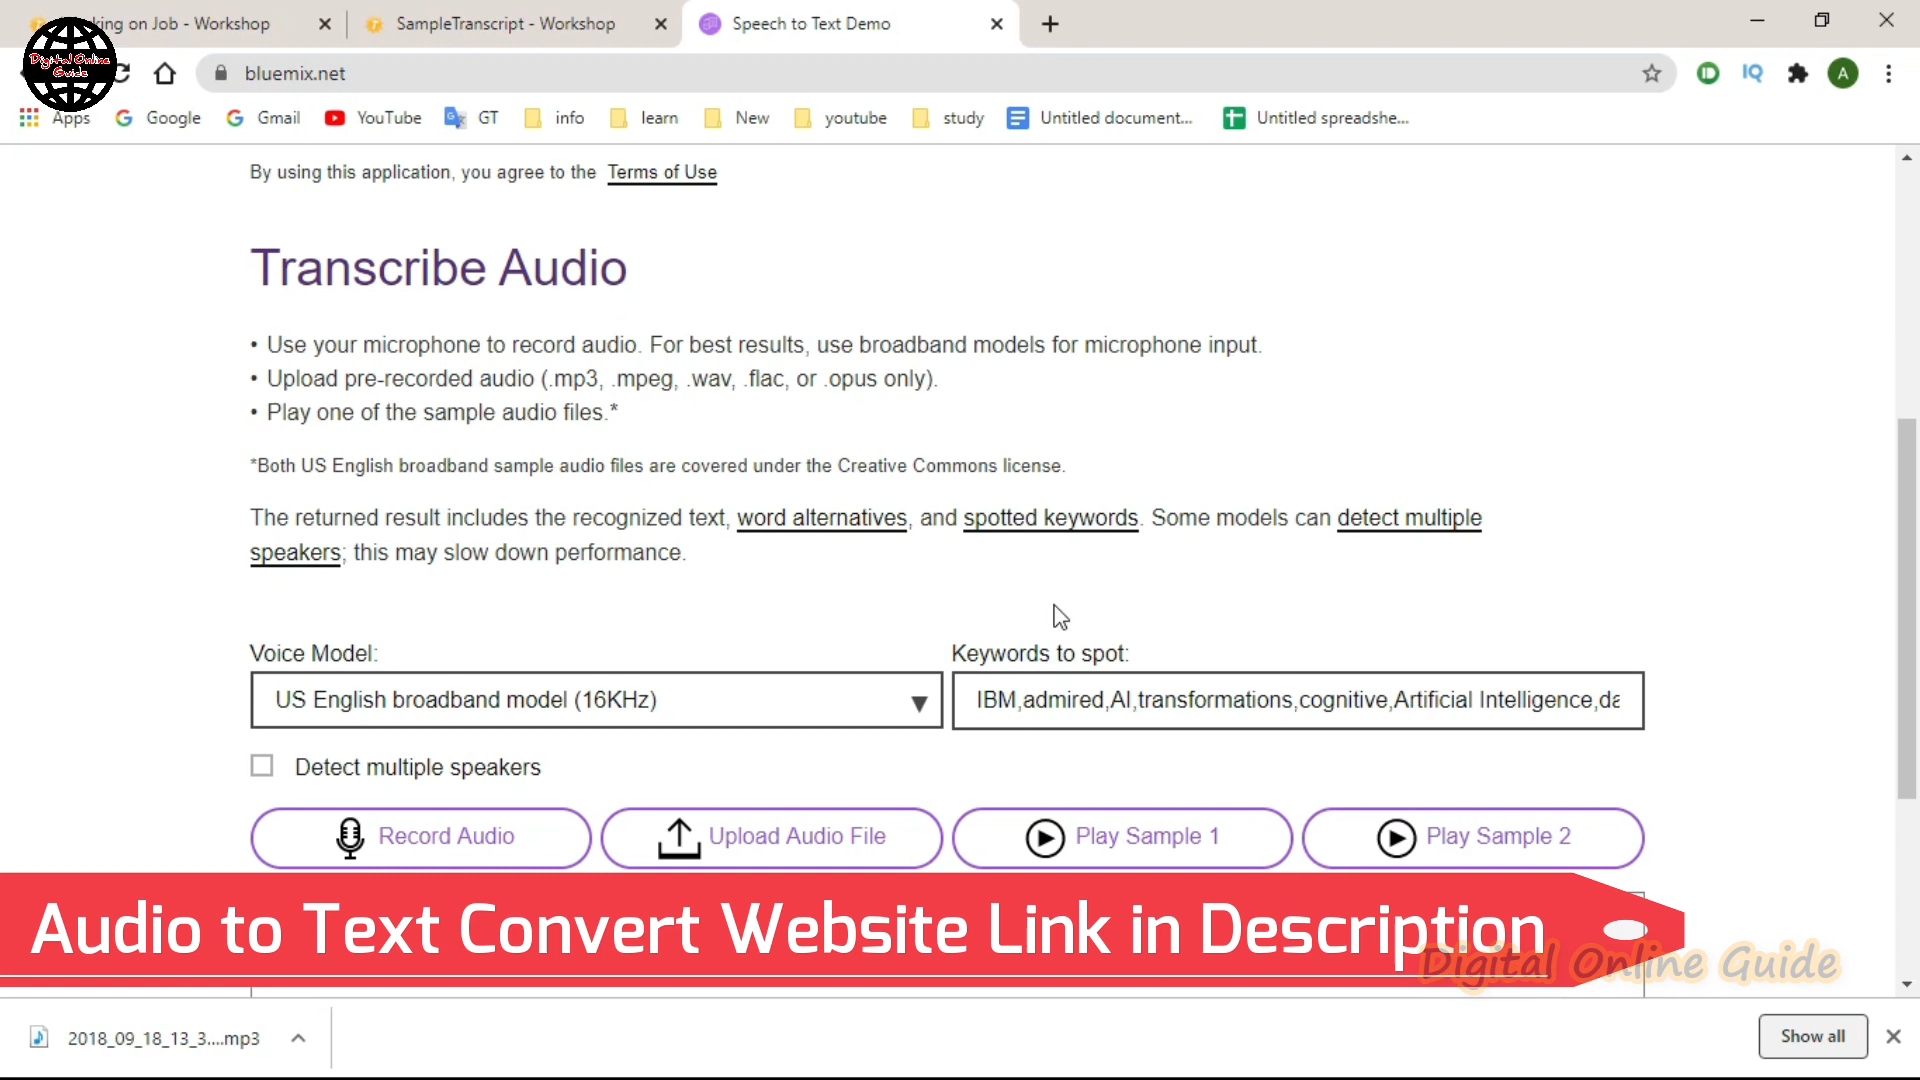 king on Job - Workshop
SampleTranscript - Workshop
Speech to Text Demo
Digital Online
Guide
bluemix.net
IQ
A
Apps
Google
Gmail
YouTube
GT
info
learn
New
youtube
study
Untitled document...
Untitled spreadshe...
By using this application, you agree to the Terms of Use
Transcribe Audio
• Use your microphone to record audio. For best results, use broadband models for microphone input.
• Upload pre-recorded audio (.mp3, .mpeg, .wav, .flac, or .opus only).
• Play one of the sample audio files.*
*Both US English broadband sample audio files are covered under the Creative Commons license.
The returned result includes the recognized text, word alternatives, and spotted keywords. Some models can detect multiple
speakers; this may slow down performance.
Voice Model:
Keywords to spot:
US English broadband model (16KHz)
IBM,admired,AI,transformations,cognitive,Artificial Intelligence,da
Detect multiple speakers
Record Audio
Upload Audio File
Play Sample 1
Play Sample 2
Audio to Text Convert Website Link in Description
Digital Online Guide
2018_09_18_13_3....mp3
Show all